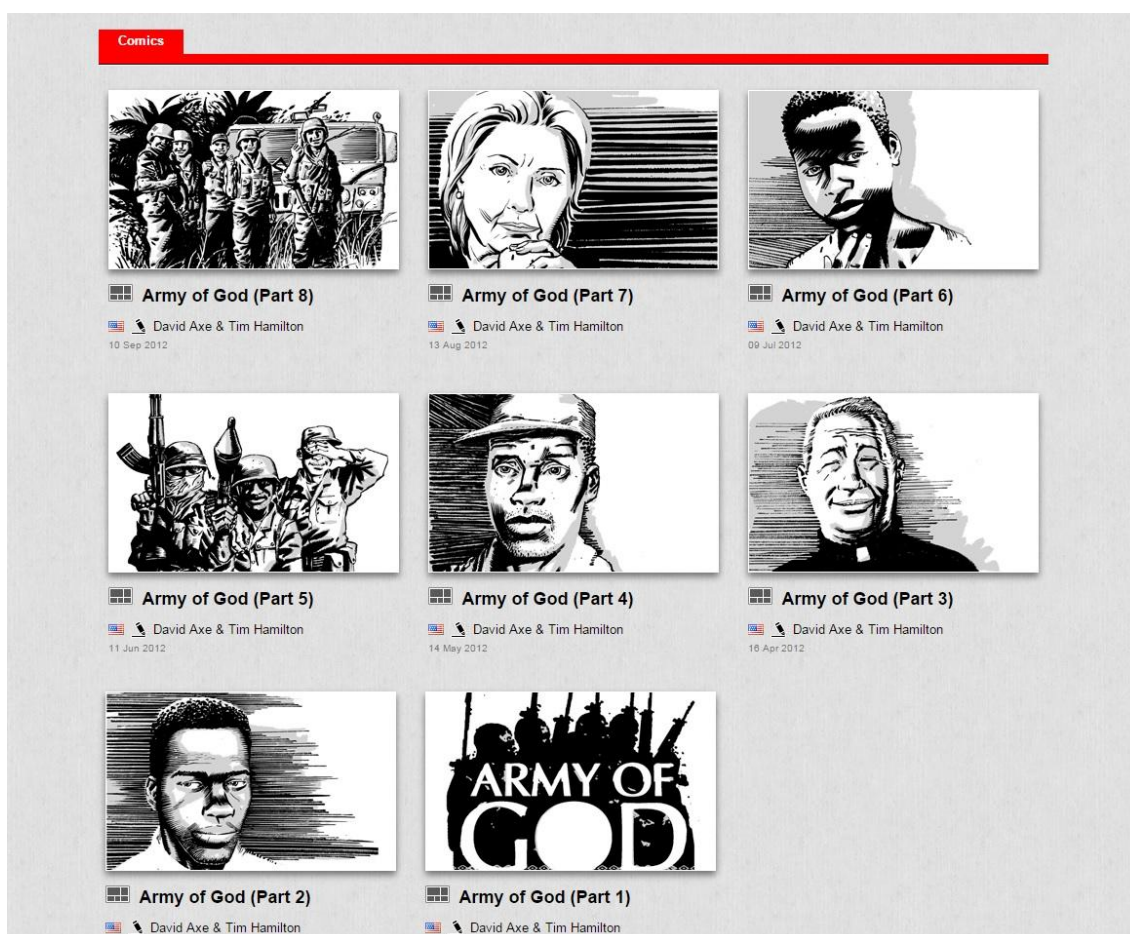 Comics
Army of God (Part 8)
David Axe & Tim Hamilton
10 Sep 2012
Army of God (Part 7)
David Axe & Tim Hamilton
13 Aug 2012
Army of God (Part 6)
David Axe & Tim Hamilton
09 Jul 2012
Army of God (Part 5)
David Axe & Tim Hamilton
11 Jun 2012
Army of God (Part 4)
David Axe & Tim Hamilton
14 May 2012
Army of God (Part 3)
David Axe & Tim Hamilton
16 Apr 2012
Army of God (Part 2)
David Axe & Tim Hamilton
ARMY OF
GOD
Army of God (Part 1)
David Axe & Tim Hamilton